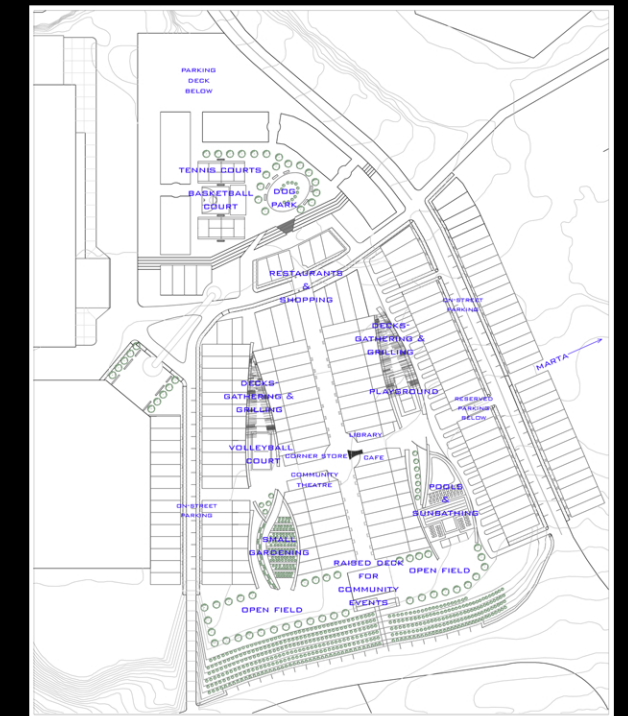 PARKING
DECK
BELOW
TENNIS COURTS
BASKETBALL
COURT
DOG
PARK
RESTAURANTS
&
SHOPPING
ON-STREET
PARKING
DECKS-
GATHERING &
GRILLING
MARTA
DECKS-
GATHERING &
GRILLING
PLAYGROUND
RESERVED
PARKING
BELOW
LIBRARY
VOLLEYBALL
COURT
CORNER STORE
CAFE
COMMUNITY
THEATRE
POOLS
&
SUNBATHING
ON-STREET
PARKING
SMALL
GARDENING
RAISED DECK
FOR
COMMUNITY
EVENTS
OPEN FIELD
OPEN FIELD